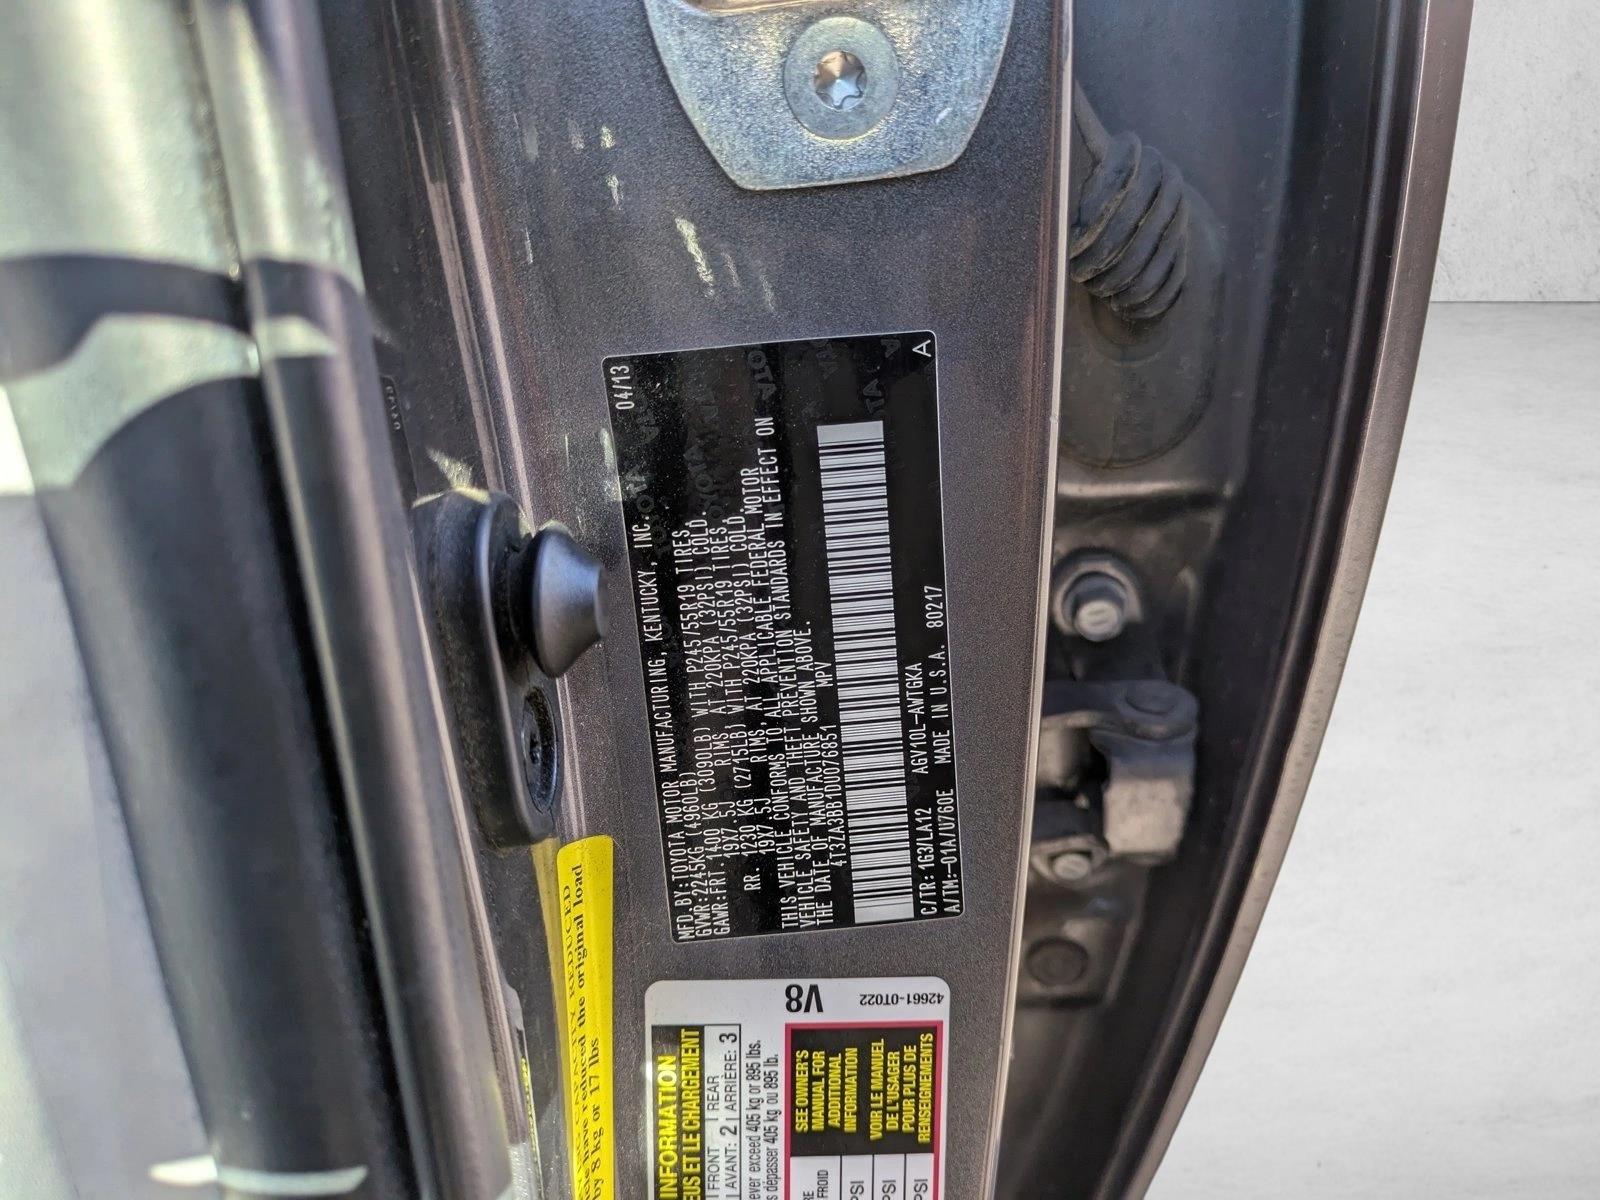 MFD.BY:TOYOTA MOTOR MANUFACTURING, KENTUCKY, INC. 04/13
GVWR:2245KG( 4960LB)
GAWR:FRT 1400 KG (3090LB) WITH P245/55R19 TIRES
19X7.5J RIMS, AT 220KPA (32PSI) COLD
RR. 1230 KG (2715LB) WITH P245/55R19 TIRES
19X7.5J RIMS, AT 220KPA (32PSI) COLD
THIS VEHICLE CONFORMS TO ALL APPLICABLE FEDERAL MOTOR
VEHICLE SAFETY AND THEFT PREVENTION STANDARDS IN EFFECT ON
THE DATE OF MANUFACTURE SHOWN ABOVE.
4T3ZA3BB1DU076851 MPV
C/TR: 1G3/LA12 AGV10L-AWTGKA
A/TM:-01A/U760E MADE IN U.S.A. 80217 A
CAPACITY REDUCED
have reduced the original load
by 8 kg or 17 lbs
V8
42661-0T022
INFORMATION
ET LE CHARGEMENT
FRONT 2 REAR 3
AVANT: ARRIÈRE:
never exceed 405 kg or 895 lbs.
dépasser 405 kg ou 895 lb.
SEE OWNER'S
MANUAL FOR
ADDITIONAL
INFORMATION
VOIR LE MANUEL
DE L'USAGER
POUR PLUS DE
RENSEIGNEMENTS
FROID
PSI
PSI
PSI